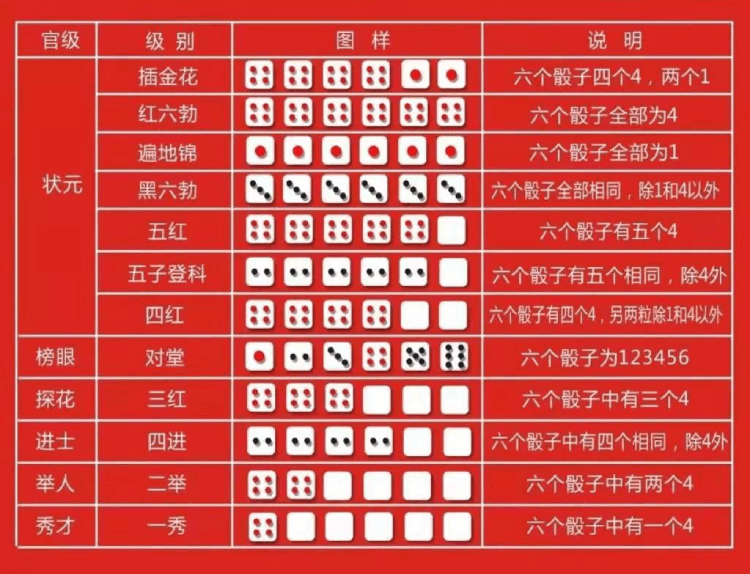 官级 级 别 图 样 说 明
状元
插金花 六个骰子四个4，两个1
红六勃 六个骰子全部为4
遍地锦 六个骰子全部为1
黑六勃 六个骰子全部相同，除1和4以外
五红 六个骰子有五个4
五子登科 六个骰子有五个相同，除4外
四红 六个骰子有四个4，另两粒除1和4以外
榜眼 对堂 六个骰子为123456
探花 三红 六个骰子中有三个4
进士 四进 六个骰子中有四个相同，除4外
举人 二举 六个骰子中有两个4
秀才 一秀 六个骰子中有一个4